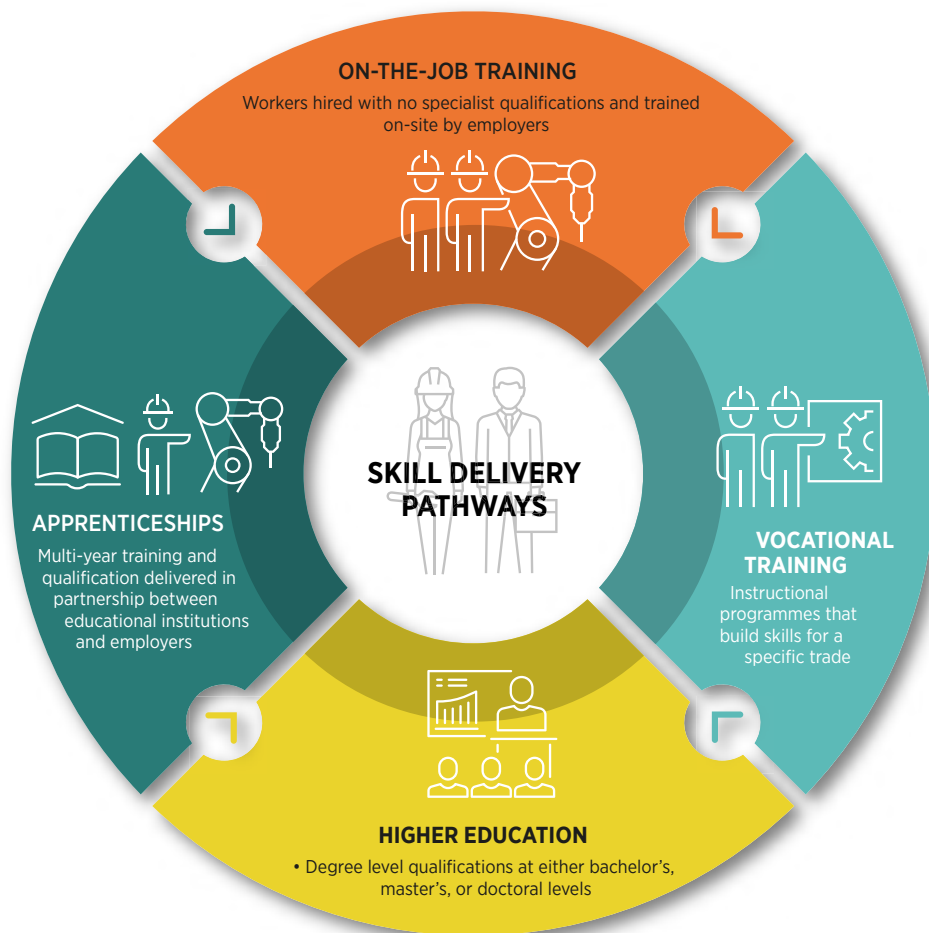 ON-THE-JOB TRAINING
Workers hired with no specialist qualifications and trained
on-site by employers
SKILL DELIVERY
PATHWAYS
APPRENTICESHIPS
Multi-year training and
qualification delivered in
partnership between
educational institutions
and employers
VOCATIONAL
TRAINING
Instructional
programmes that
build skills for a
specific trade
HIGHER EDUCATION
• Degree level qualifications at either bachelor’s,
master’s, or doctoral levels